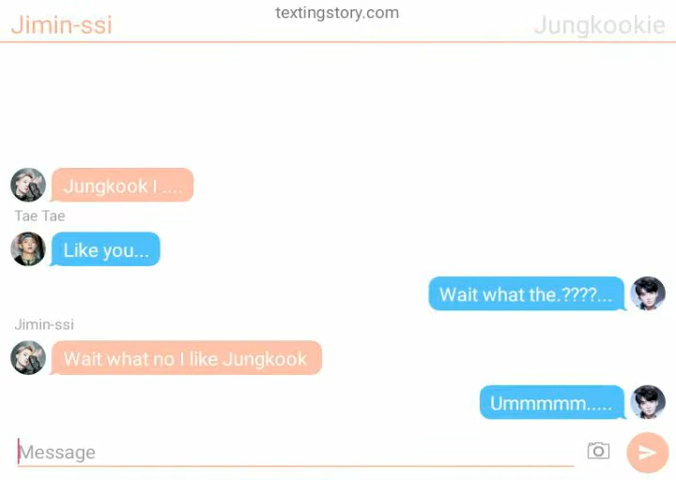 textingstory.com
Jimin-ssi
Jungkookie
Jungkook I ....
Tae Tae
Like you...
Wait what the.????...
Jimin-ssi
Wait what no I like Jungkook
Ummmmm.....
Message